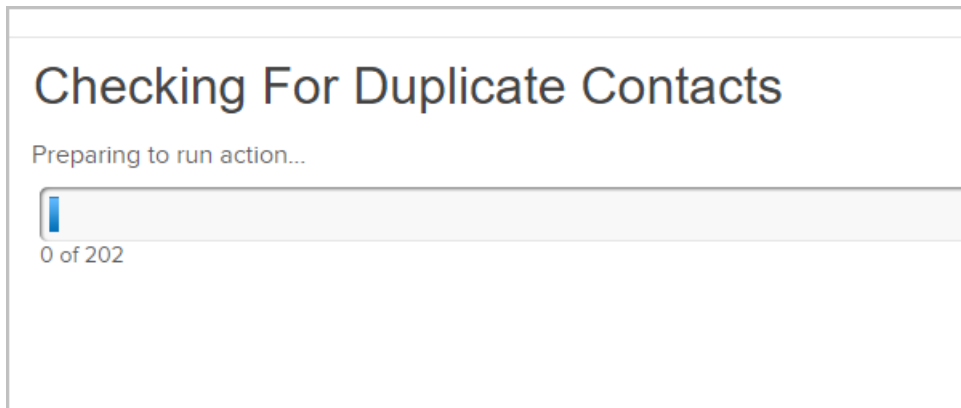 Checking For Duplicate Contacts
Preparing to run action...
0 of 202